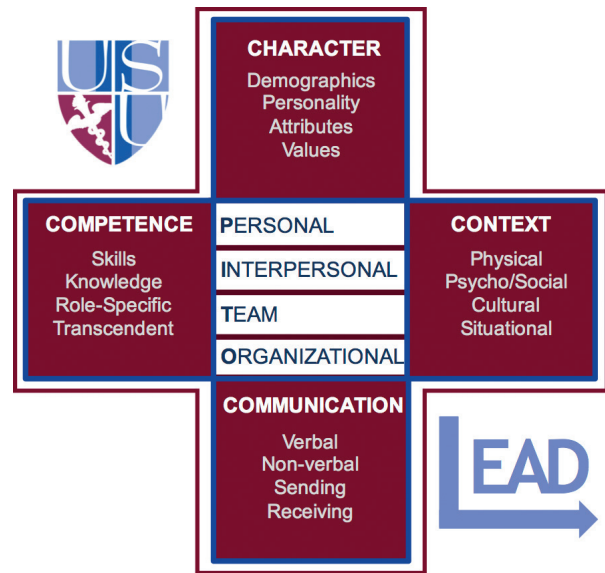 USU
CHARACTER
Demographics
Personality
Attributes
Values
COMPETENCE
Skills
Knowledge
Role-Specific
Transcendent
PERSONAL
INTERPERSONAL
TEAM
ORGANIZATIONAL
CONTEXT
Physical
Psycho/Social
Cultural
Situational
COMMUNICATION
Verbal
Non-verbal
Sending
Receiving
LEAD